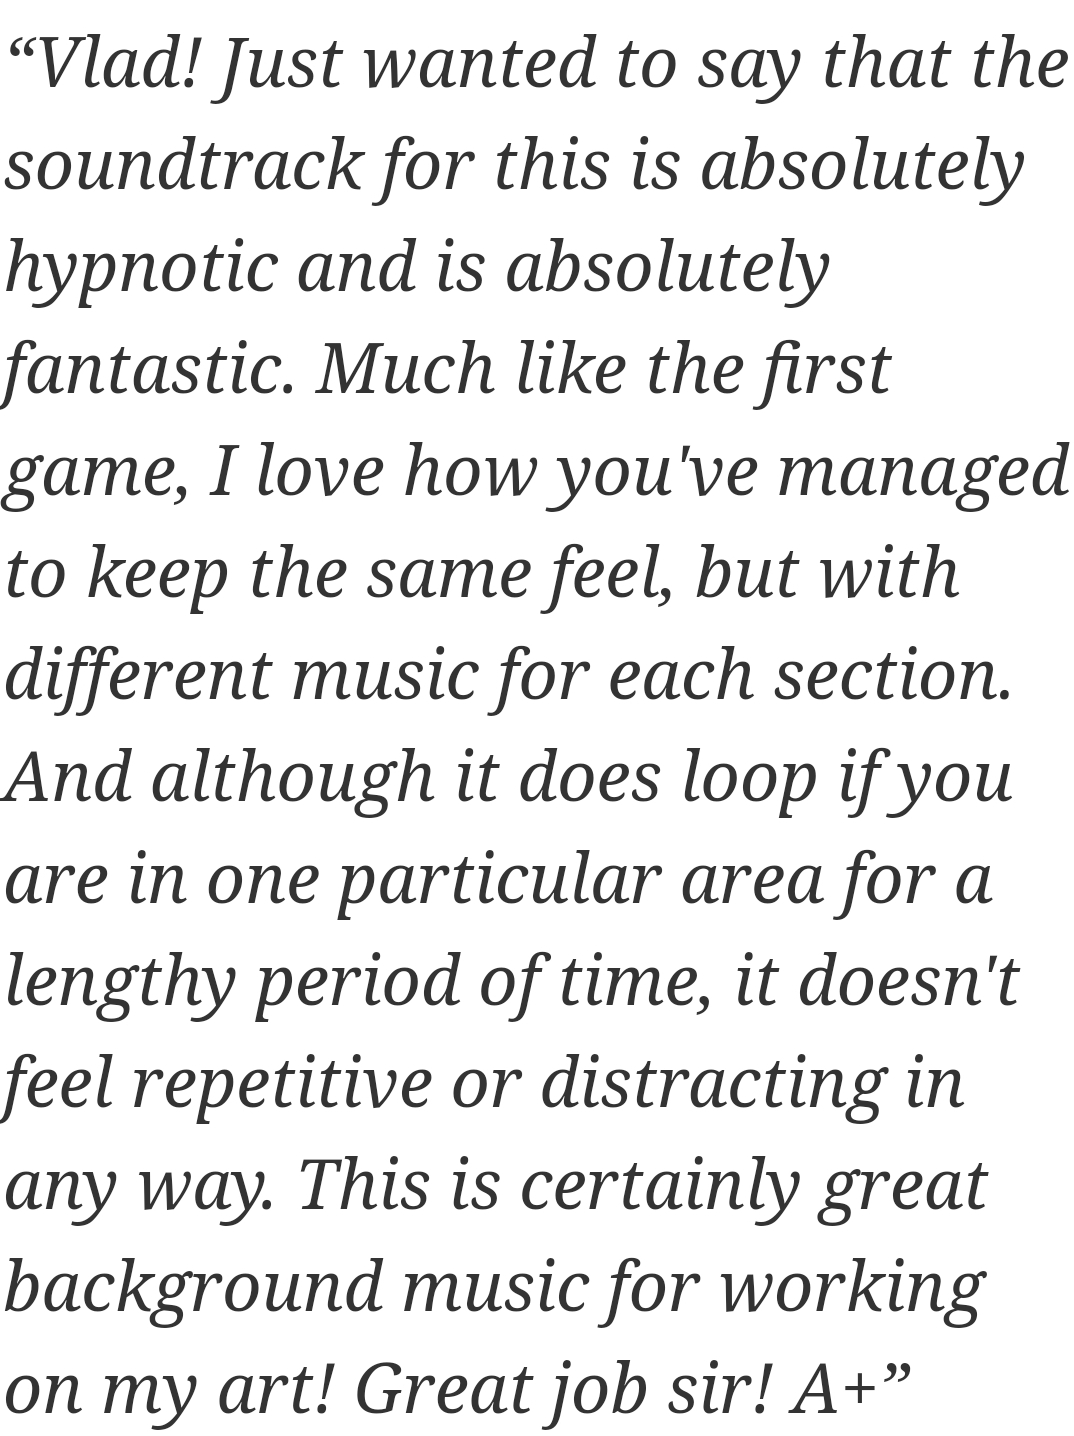 “Vlad! Just wanted to say that the
soundtrack for this is absolutely
hypnotic and is absolutely
fantastic. Much like the first
game, I love how you've managed
to keep the same feel, but with
different music for each section.
And although it does loop if you
are in one particular area for a
lengthy period of time, it doesn't
feel repetitive or distracting in
any way. This is certainly great
background music for working
on my art! Great job sir! A+”